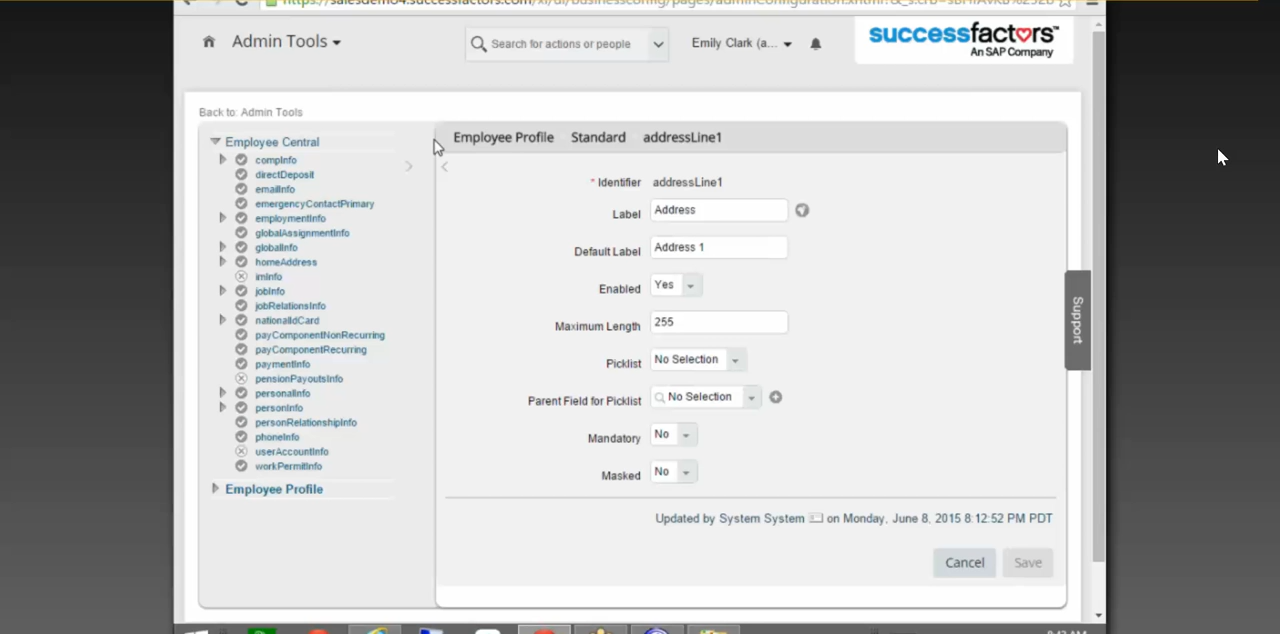 Admin Tools
Search for actions or people
Emily Clark (a...
successfactors™
An SAP Company
Back to: Admin Tools
Employee Central
compInfo
directDeposit
emailInfo
emergencyContactPrimary
employmentInfo
globalAssignmentInfo
globalInfo
homeAddress
imInfo
jobInfo
jobRelationsInfo
nationalIdCard
payComponentNonRecurring
payComponentRecurring
paymentInfo
pensionPayoutsInfo
personalInfo
personInfo
personRelationshipInfo
phoneInfo
userAccountInfo
workPermitInfo
Employee Profile
Employee Profile Standard addressLine1
* Identifier addressLine1
Label Address
Default Label Address 1
Enabled Yes
Maximum Length 255
Picklist No Selection
Parent Field for Picklist No Selection
Mandatory No
Masked No
Updated by System System on Monday, June 8, 2015 8:12:52 PM PDT
Cancel Save
Support